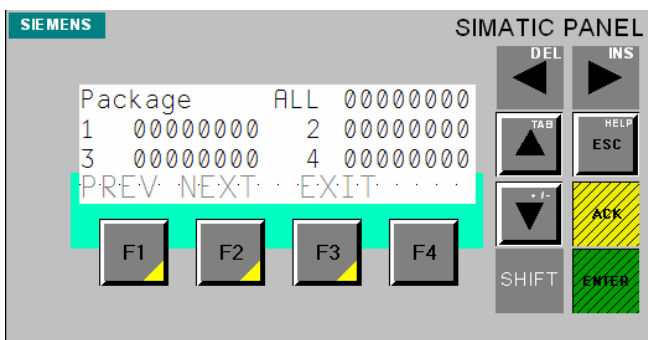 SIEMENS
SIMATIC PANEL
DEL
INS
Package ALL 00000000
1 00000000 2 00000000
3 00000000 4 00000000
PREV NEXT EXIT
TAB
HELP
ESC
+/-
ACK
F1 F2 F3 F4
SHIFT
ENTER